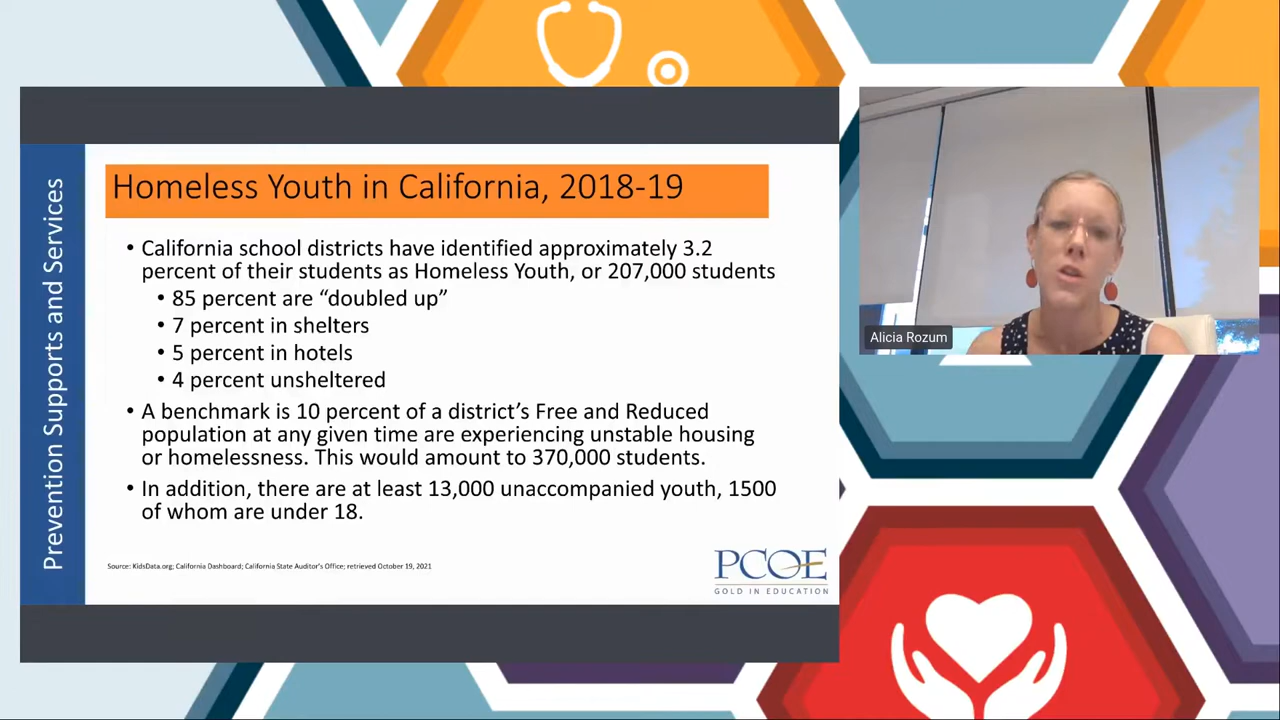 Prevention Supports and Services
Homeless Youth in California, 2018-19
• California school districts have identified approximately 3.2
percent of their students as Homeless Youth, or 207,000 students
• 85 percent are “doubled up”
• 7 percent in shelters
• 5 percent in hotels
• 4 percent unsheltered
• A benchmark is 10 percent of a district’s Free and Reduced
population at any given time are experiencing unstable housing
or homelessness. This would amount to 370,000 students.
• In addition, there are at least 13,000 unaccompanied youth, 1500
of whom are under 18.
Source: KidsData.org; California Dashboard; California State Auditor's Office; retrieved October 19, 2021
PCOE
GOLD IN EDUCATION
Alicia Rozum